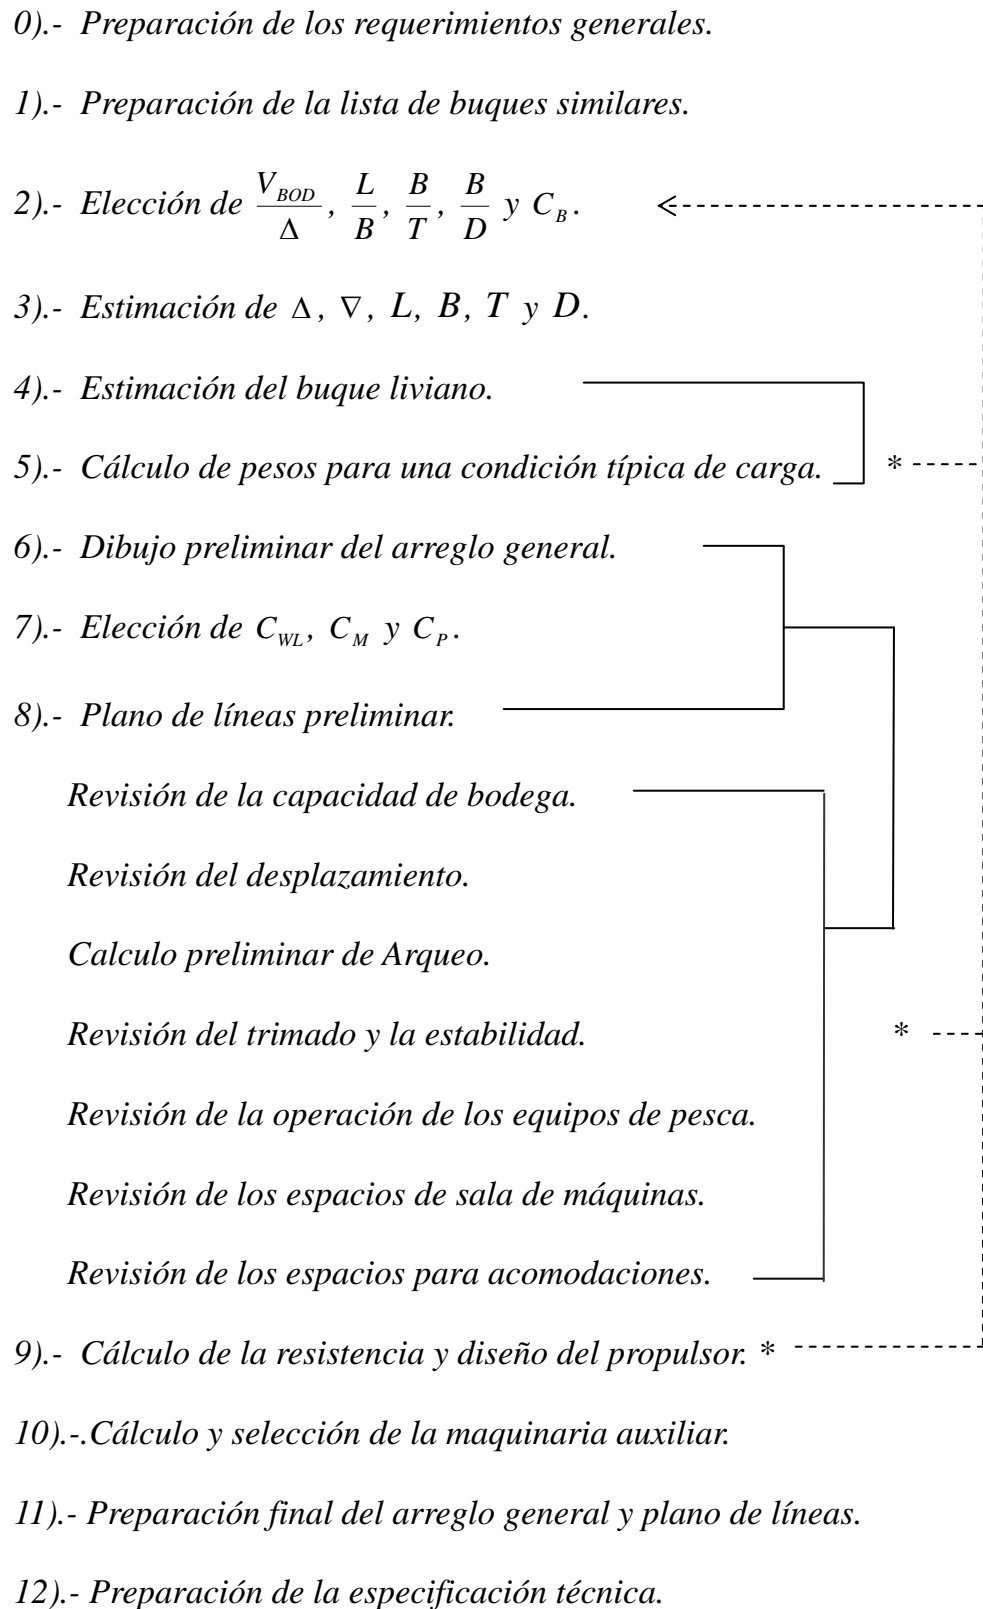 0).- Preparación de los requerimientos generales.
1).- Preparación de la lista de buques similares.
2).- Elección de V_BOD/Δ, L/B, B/T, B/D y C_B.
3).- Estimación de Δ, ∇, L, B, T y D.
4).- Estimación del buque liviano.
5).- Cálculo de pesos para una condición típica de carga. *
6).- Dibujo preliminar del arreglo general.
7).- Elección de C_WL, C_M y C_P.
8).- Plano de líneas preliminar.
Revisión de la capacidad de bodega.
Revisión del desplazamiento.
Calculo preliminar de Arqueo.
Revisión del trimado y la estabilidad. *
Revisión de la operación de los equipos de pesca.
Revisión de los espacios de sala de máquinas.
Revisión de los espacios para acomodaciones.
9).- Cálculo de la resistencia y diseño del propulsor. *
10).-.Cálculo y selección de la maquinaria auxiliar.
11).- Preparación final del arreglo general y plano de líneas.
12).- Preparación de la especificación técnica.